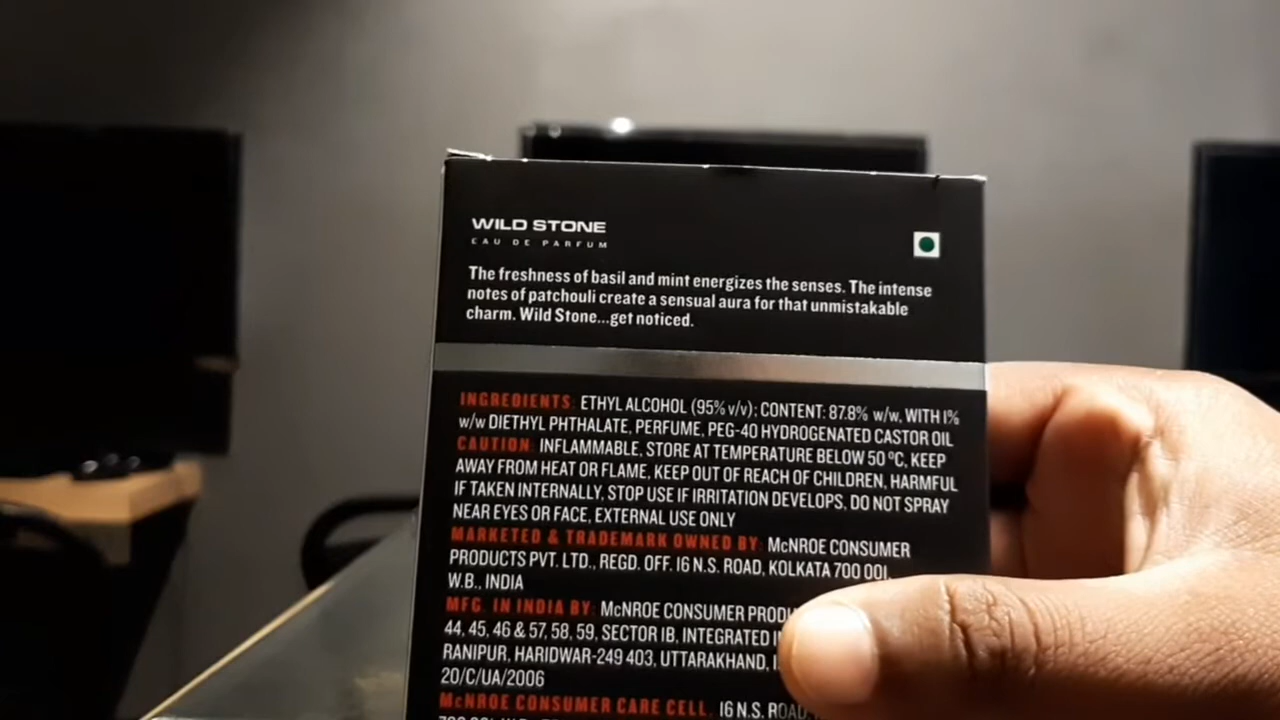 WILD STONE
EAU DE PARFUM
The freshness of basil and mint energizes the senses. The intense
notes of patchouli create a sensual aura for that unmistakable
charm. Wild Stone...get noticed.
INGREDIENTS: ETHYL ALCOHOL (95% v/v); CONTENT: 87.8% w/w, WITH 1%
w/w DIETHYL PHTHALATE, PERFUME, PEG-40 HYDROGENATED CASTOR OIL
CAUTION: INFLAMMABLE, STORE AT TEMPERATURE BELOW 50 ºC, KEEP
AWAY FROM HEAT OR FLAME, KEEP OUT OF REACH OF CHILDREN, HARMFUL
IF TAKEN INTERNALLY, STOP USE IF IRRITATION DEVELOPS, DO NOT SPRAY
NEAR EYES OR FACE, EXTERNAL USE ONLY
MARKETED & TRADEMARK OWNED BY: McNROE CONSUMER
PRODUCTS PVT. LTD., REGD. OFF. 16 N.S. ROAD, KOLKATA 700 001,
W.B., INDIA
MFG. IN INDIA BY: McNROE CONSUMER
44, 45, 46 & 57, 58, 59, SECTOR IB, INTEGRATED
RANIPUR, HARIDWAR-249 403, UTTARAKHAND,
20/C/UA/2006
McNROE CONSUMER CARE CELL: 16 N.S. ROAD,